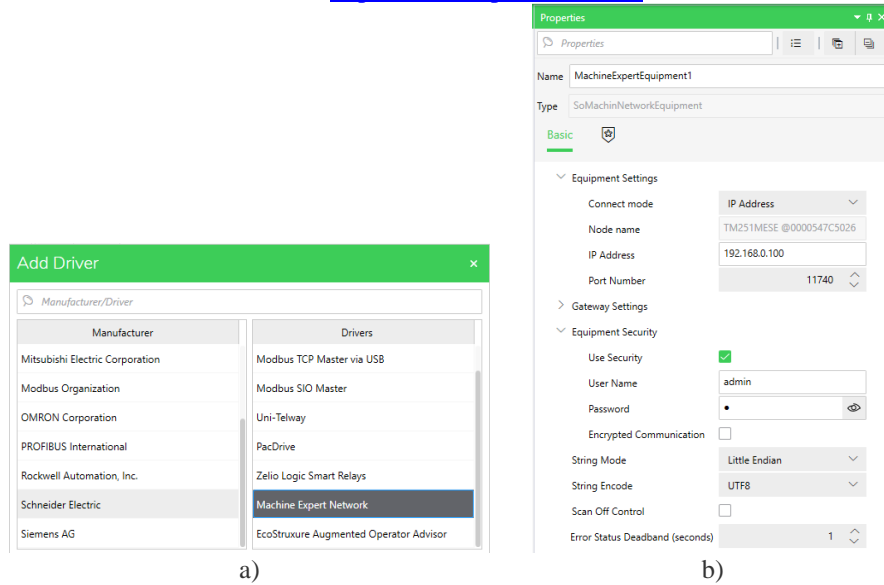 Properties
Properties
Name MachineExpertEquipment1
Type SoMachinNetworkEquipment
Basic
Equipment Settings
Connect mode IP Address
Node name TM251MESE @0000547C5026
IP Address 192.168.0.100
Port Number 11740
Gateway Settings
Equipment Security
Use Security
User Name admin
Password •
Encrypted Communication
String Mode Little Endian
String Encode UTF8
Scan Off Control
Error Status Deadband (seconds) 1
Add Driver
Manufacturer/Driver
Manufacturer Drivers
Mitsubishi Electric Corporation Modbus TCP Master via USB
Modbus Organization Modbus SIO Master
OMRON Corporation Uni-Telway
PROFIBUS International PacDrive
Rockwell Automation, Inc. Zelio Logic Smart Relays
Schneider Electric Machine Expert Network
Siemens AG EcoStruxure Augmented Operator Advisor
a) b)